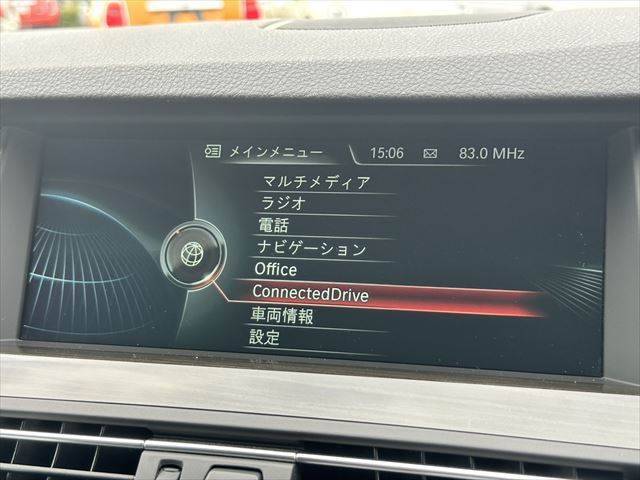 メインメニュー 15:06 83.0 MHz
マルチメディア
ラジオ
電話
ナビゲーション
Office
ConnectedDrive
車両情報
設定